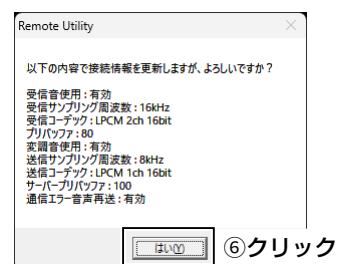 Remote Utility
以下の内容で接続情報を更新しますが、よろしいですか？
受信音使用：有効
受信サンプリング周波数：16kHz
受信コーデック：LPCM 2ch 16bit
プリバッファ：80
変調音使用：有効
送信サンプリング周波数：8kHz
送信コーデック：LPCM 1ch 16bit
サーバープリバッファ：100
通信エラー音声再送：有効
はい(Y)
⑥クリック